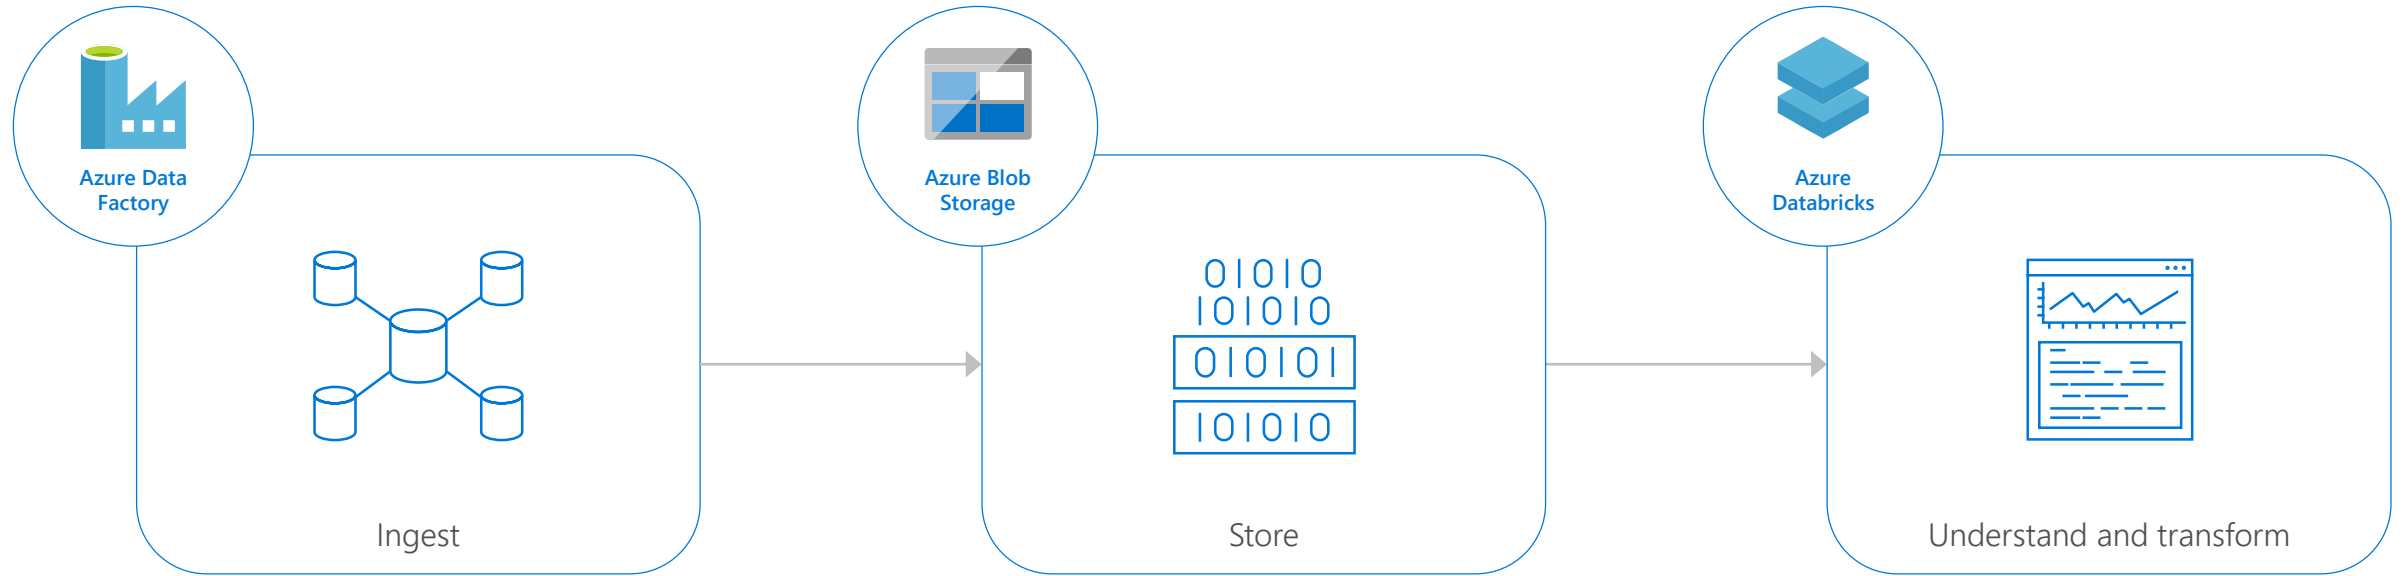 Azure Data
Factory
Azure Blob
Storage
Azure
Databricks
01010
101010
010101
101010
Ingest
Store
Understand and transform